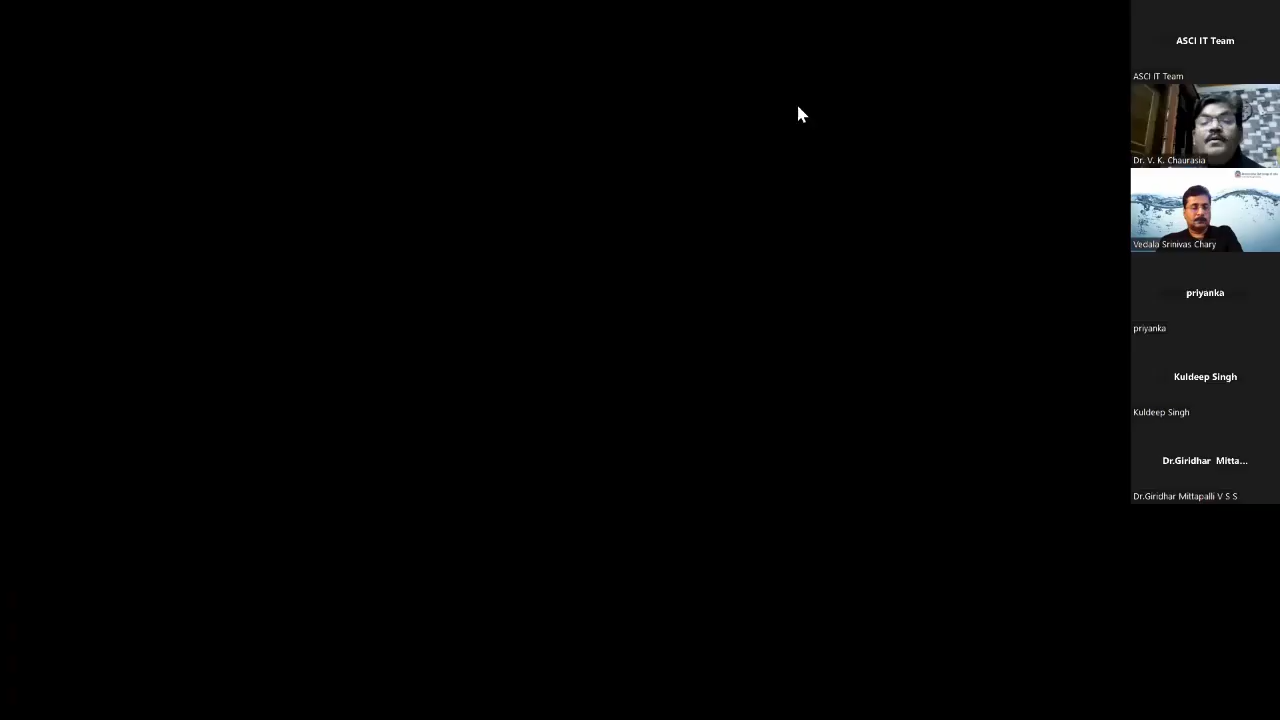 ASCI IT Team
ASCI IT Team
Dr. V. K. Chaurasia
Vedala Srinivas Chary
priyanka
priyanka
Kuldeep Singh
Kuldeep Singh
Dr.Giridhar Mitta...
Dr.Giridhar Mittapalli V S S